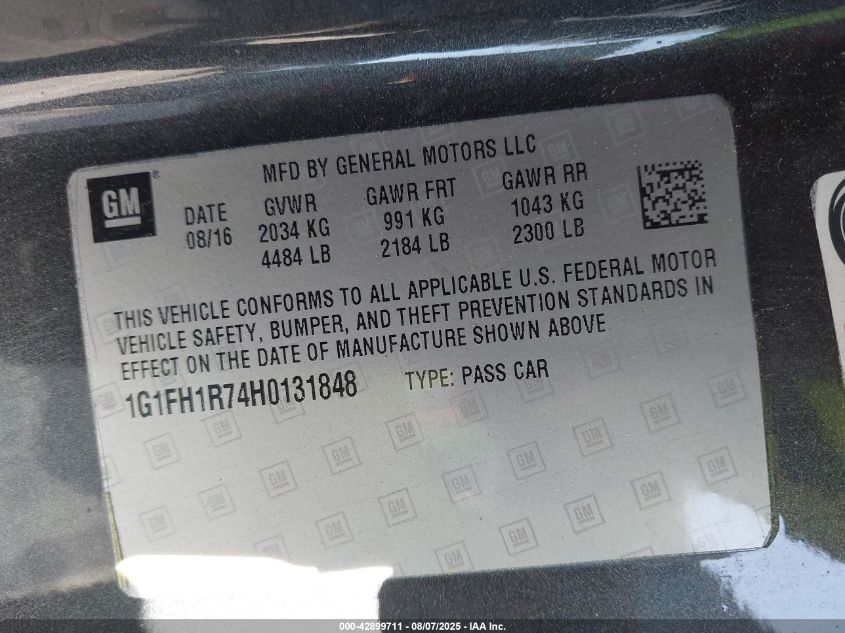 MFD BY GENERAL MOTORS LLC
GM
DATE GVWR GAWR FRT GAWR RR
08/16 2034 KG 991 KG 1043 KG
4484 LB 2184 LB 2300 LB
THIS VEHICLE CONFORMS TO ALL APPLICABLE U.S. FEDERAL MOTOR
VEHICLE SAFETY, BUMPER, AND THEFT PREVENTION STANDARDS IN
EFFECT ON THE DATE OF MANUFACTURE SHOWN ABOVE
1G1FH1R74H0131848 TYPE: PASS CAR
000-42899711 - 08/07/2025 - IAA Inc.